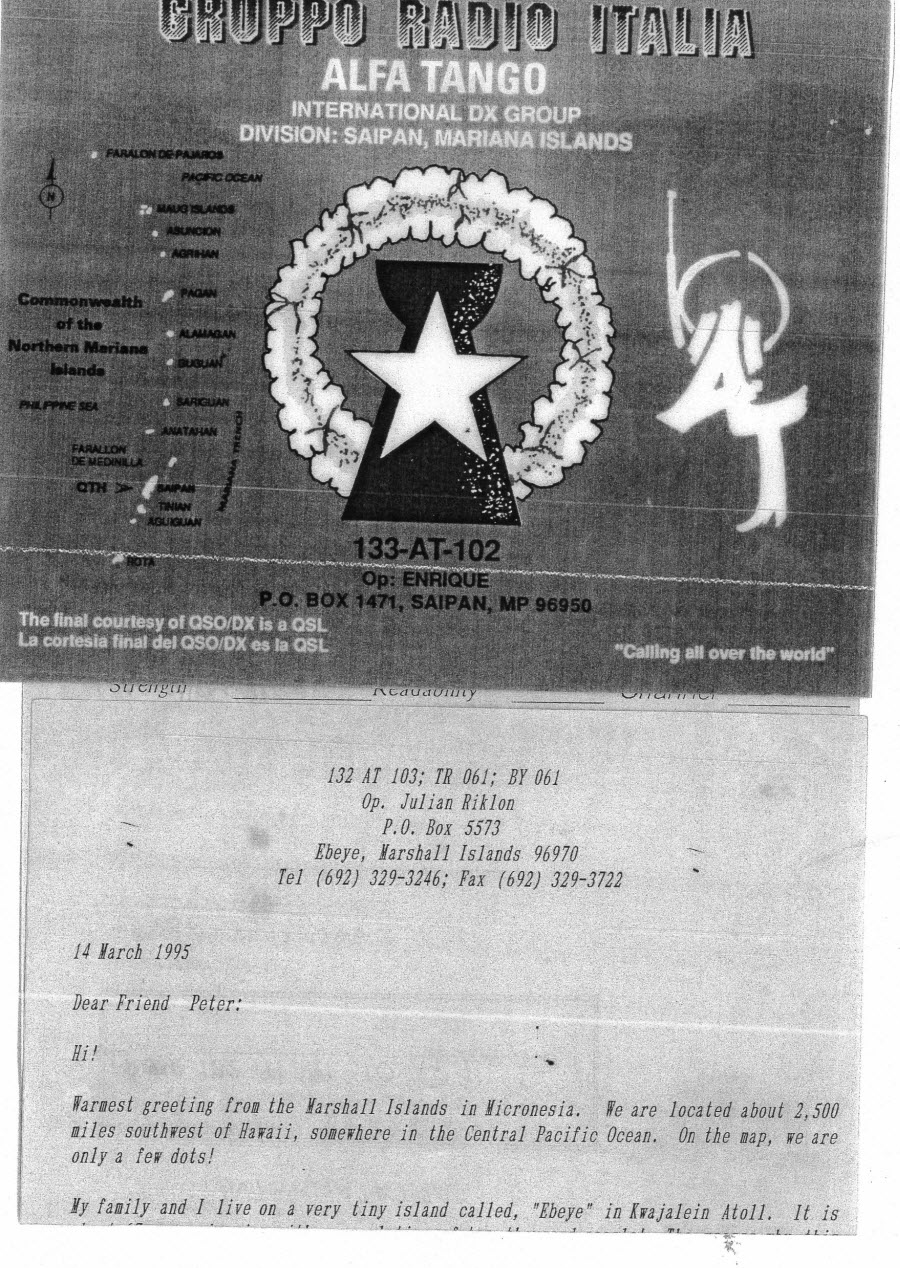 GRUPPO RADIO ITALIA
ALFA TANGO
INTERNATIONAL DX GROUP
DIVISION: SAIPAN, MARIANA ISLANDS
FARALON DE PAJAROS
PACIFIC OCEAN
N
MAUG ISLANDS
ASUNCION
AGRIHAN
PAGAN
Commonwealth
of the
Northern Mariana
Islands
ALAMAGAN
GUGUAN
PHILIPPINE SEA
SARIGUAN
ANATAHAN
MARIANA TRENCH
FARALLON
DE MEDINILLA
QTH
SAIPAN
TINIAN
AGUIGUAN
ROTA
AT
133-AT-102
Op: ENRIQUE
P.O. BOX 1471, SAIPAN, MP 96950
The final courtesy of QSO/DX is a QSL
La cortesia final del QSO/DX es la QSL
"Calling all over the world"
Strength Readability Channel
132 AT 103; TR 061; BY 061
Op. Julian Riklon
P.O. Box 5573
Ebeye, Marshall Islands 96970
Tel (692) 329-3246; Fax (692) 329-3722
14 March 1995
Dear Friend Peter:
Hi!
Warmest greeting from the Marshall Islands in Micronesia. We are located about 2,500
miles southwest of Hawaii, somewhere in the Central Pacific Ocean. On the map, we are
only a few dots!
My family and I live on a very tiny island called, "Ebeye" in Kwajalein Atoll. It is